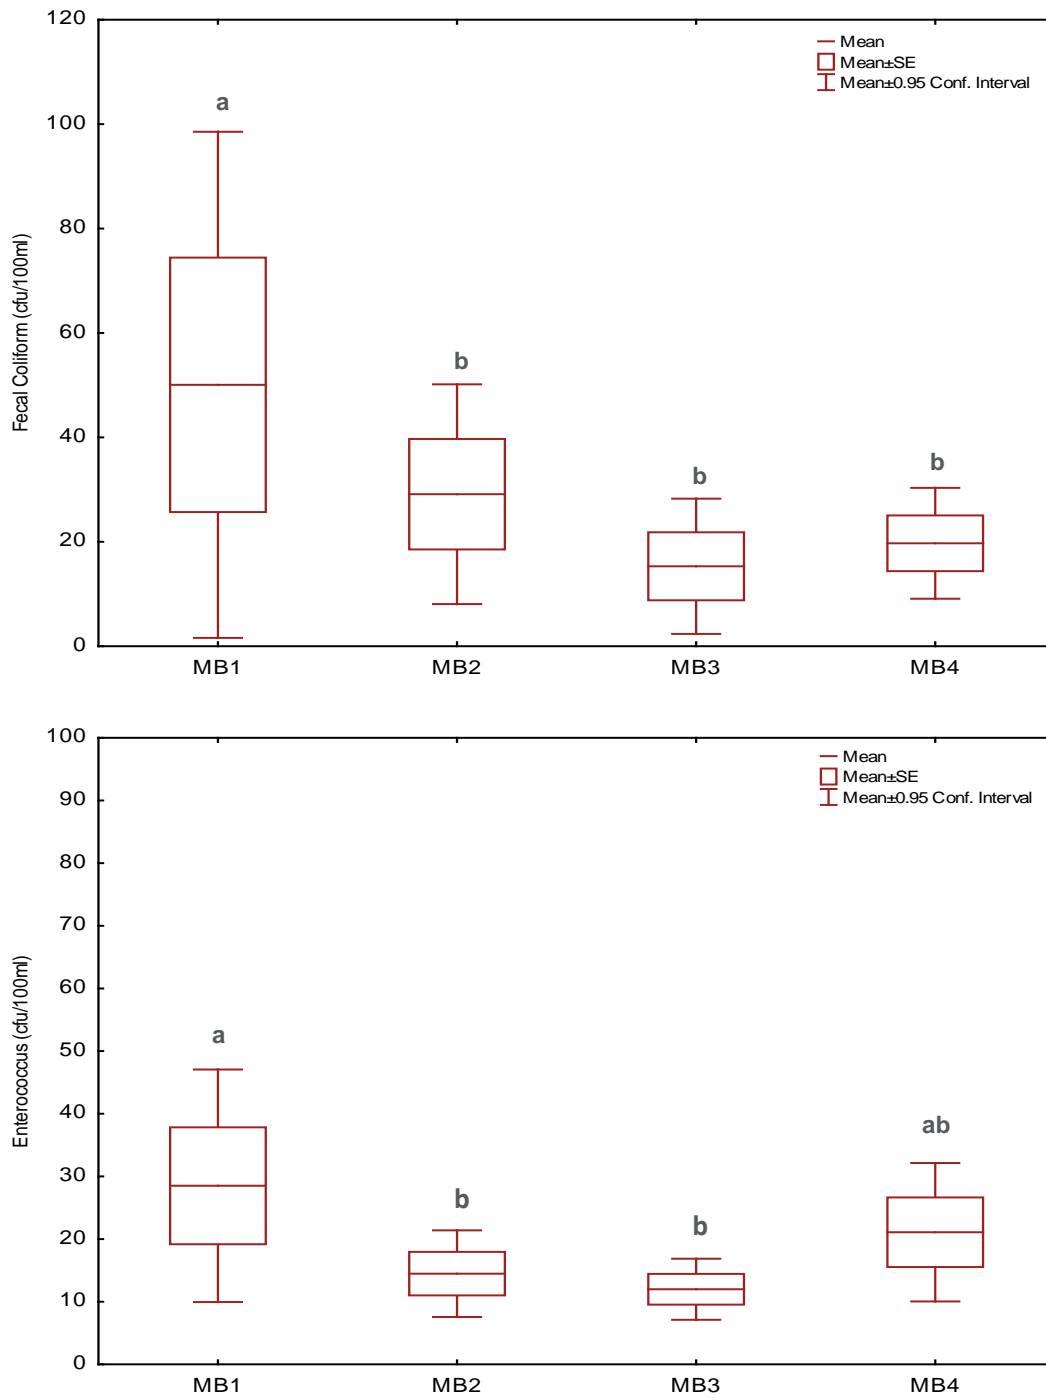 120
100
80
60
40
20
0
Fecal Coliform (cfu/100ml)
Mean
Mean±SE
Mean±0.95 Conf. Interval
a
b
b
b
MB1 MB2 MB3 MB4
100
90
80
70
60
50
40
30
20
10
0
Enterococcus (cfu/100ml)
Mean
Mean±SE
Mean±0.95 Conf. Interval
a
b
b
ab
MB1 MB2 MB3 MB4